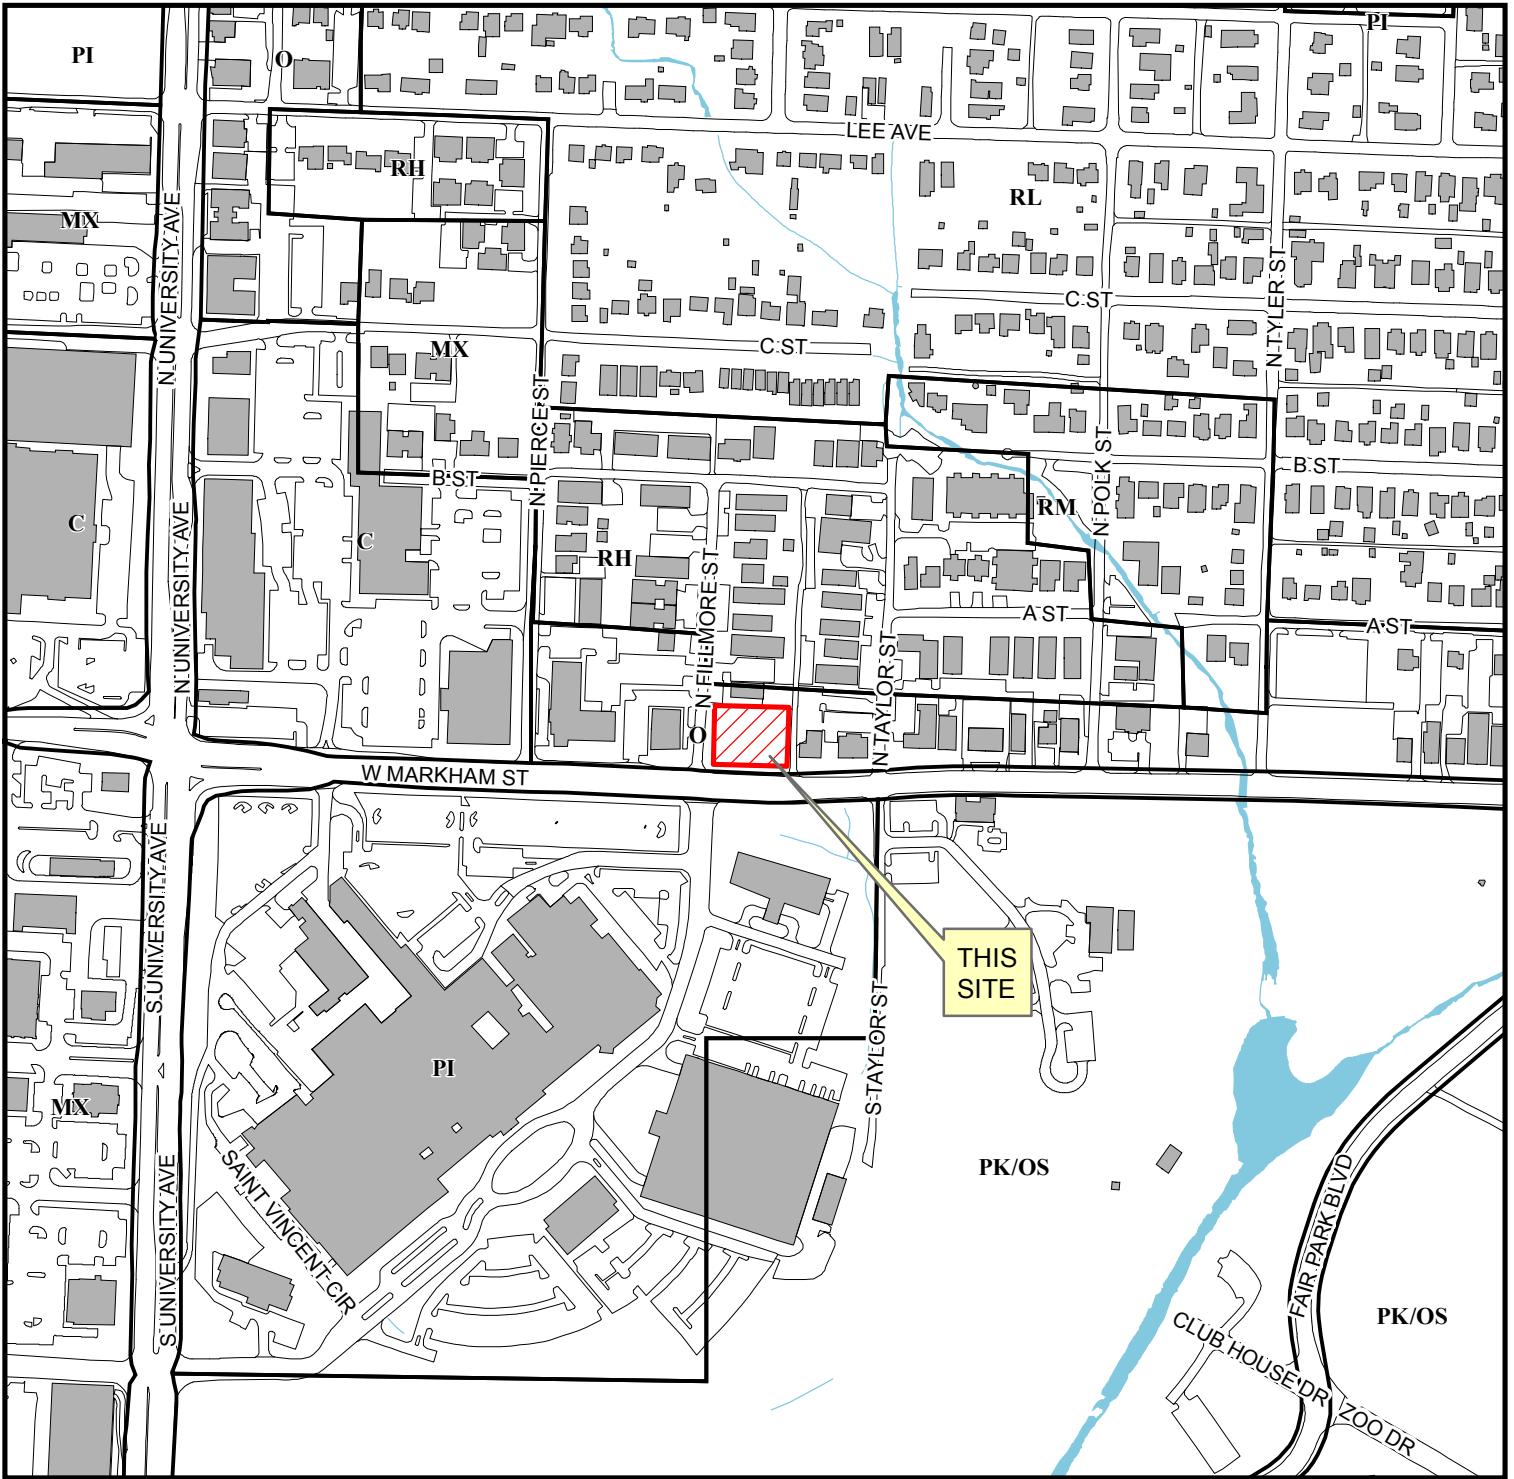 PI
O
PI
LEE AVE
RH
RL
MX
N UNIVERSITY AVE
C ST
N TYLER ST
C ST
MX
N PIERCE ST
N POLK ST
B ST
B ST
C
N UNIVERSITY AVE
C
RM
RH
N FILLMORE ST
A ST
A ST
N TAYLOR ST
O
W MARKHAM ST
S UNIVERSITY AVE
THIS
SITE
S TAYLOR ST
PI
MX
PK/OS
SAINT VINCENT CIR
S UNIVERSITY AVE
FAIR PARK BLVD
PK/OS
CLUB HOUSE DR
ZOO DR